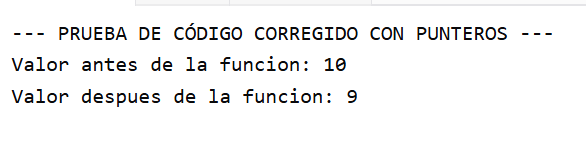 --- PRUEBA DE CÓDIGO CORREGIDO CON PUNTEROS ---
Valor antes de la funcion: 10
Valor despues de la funcion: 9